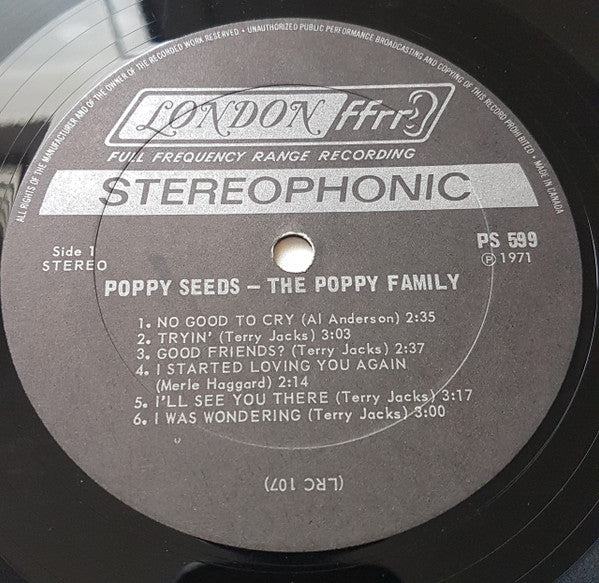 ALL RIGHTS OF THE MANUFACTURER AND OF THE OWNER OF THE RECORDED WORK RESERVED • UNAUTHORIZED PUBLIC PERFORMANCE BROADCASTING AND COPYING OF THIS RECORD PROHIBITED • MADE IN CANADA
LONDON ffrr
FULL FREQUENCY RANGE RECORDING
STEREOPHONIC
Side 1
STEREO
PS 599
℗ 1971
POPPY SEEDS – THE POPPY FAMILY
1. NO GOOD TO CRY (Al Anderson) 2:35
2. TRYIN' (Terry Jacks) 3:03
3. GOOD FRIENDS? (Terry Jacks) 2:37
4. I STARTED LOVING YOU AGAIN
(Merle Haggard) 2:14
5. I'LL SEE YOU THERE (Terry Jacks) 3:17
6. I WAS WONDERING (Terry Jacks) 3:00
(LRC 107)